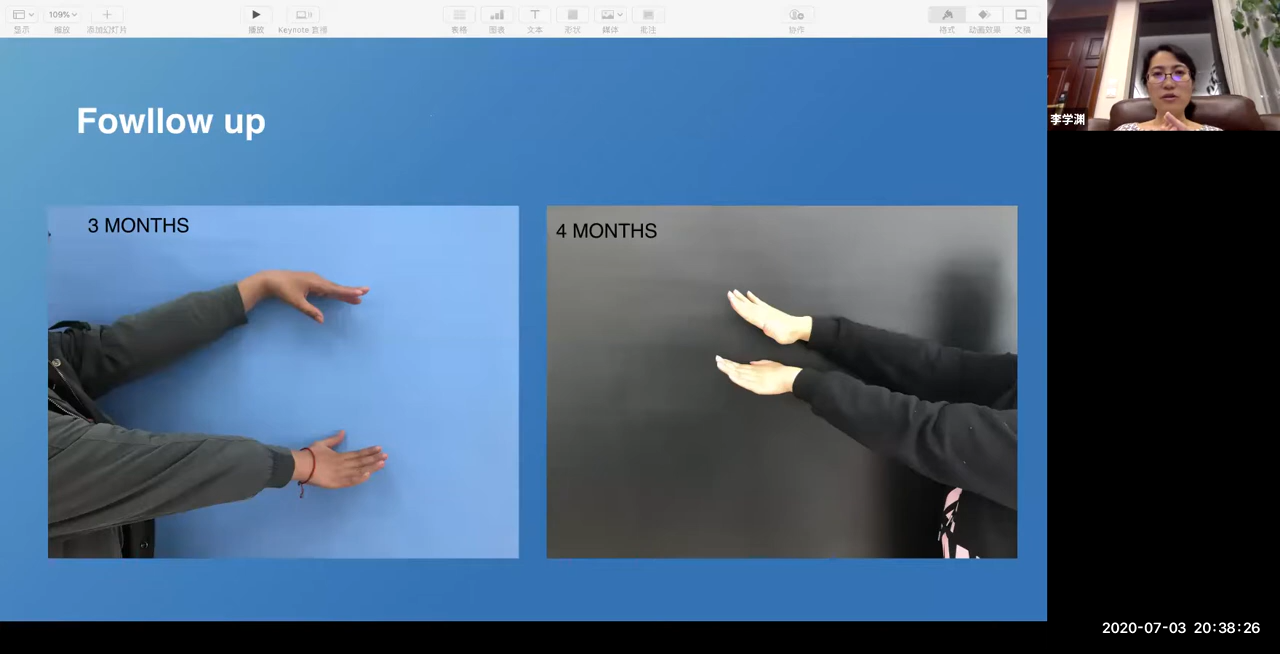 109%
显示
缩放
添加幻灯片
播放
Keynote 直播
表格
图表
文本
形状
媒体
批注
协作
格式
动画效果
文稿
李学渊
Fowllow up
3 MONTHS
4 MONTHS
2020-07-03 20:38:26